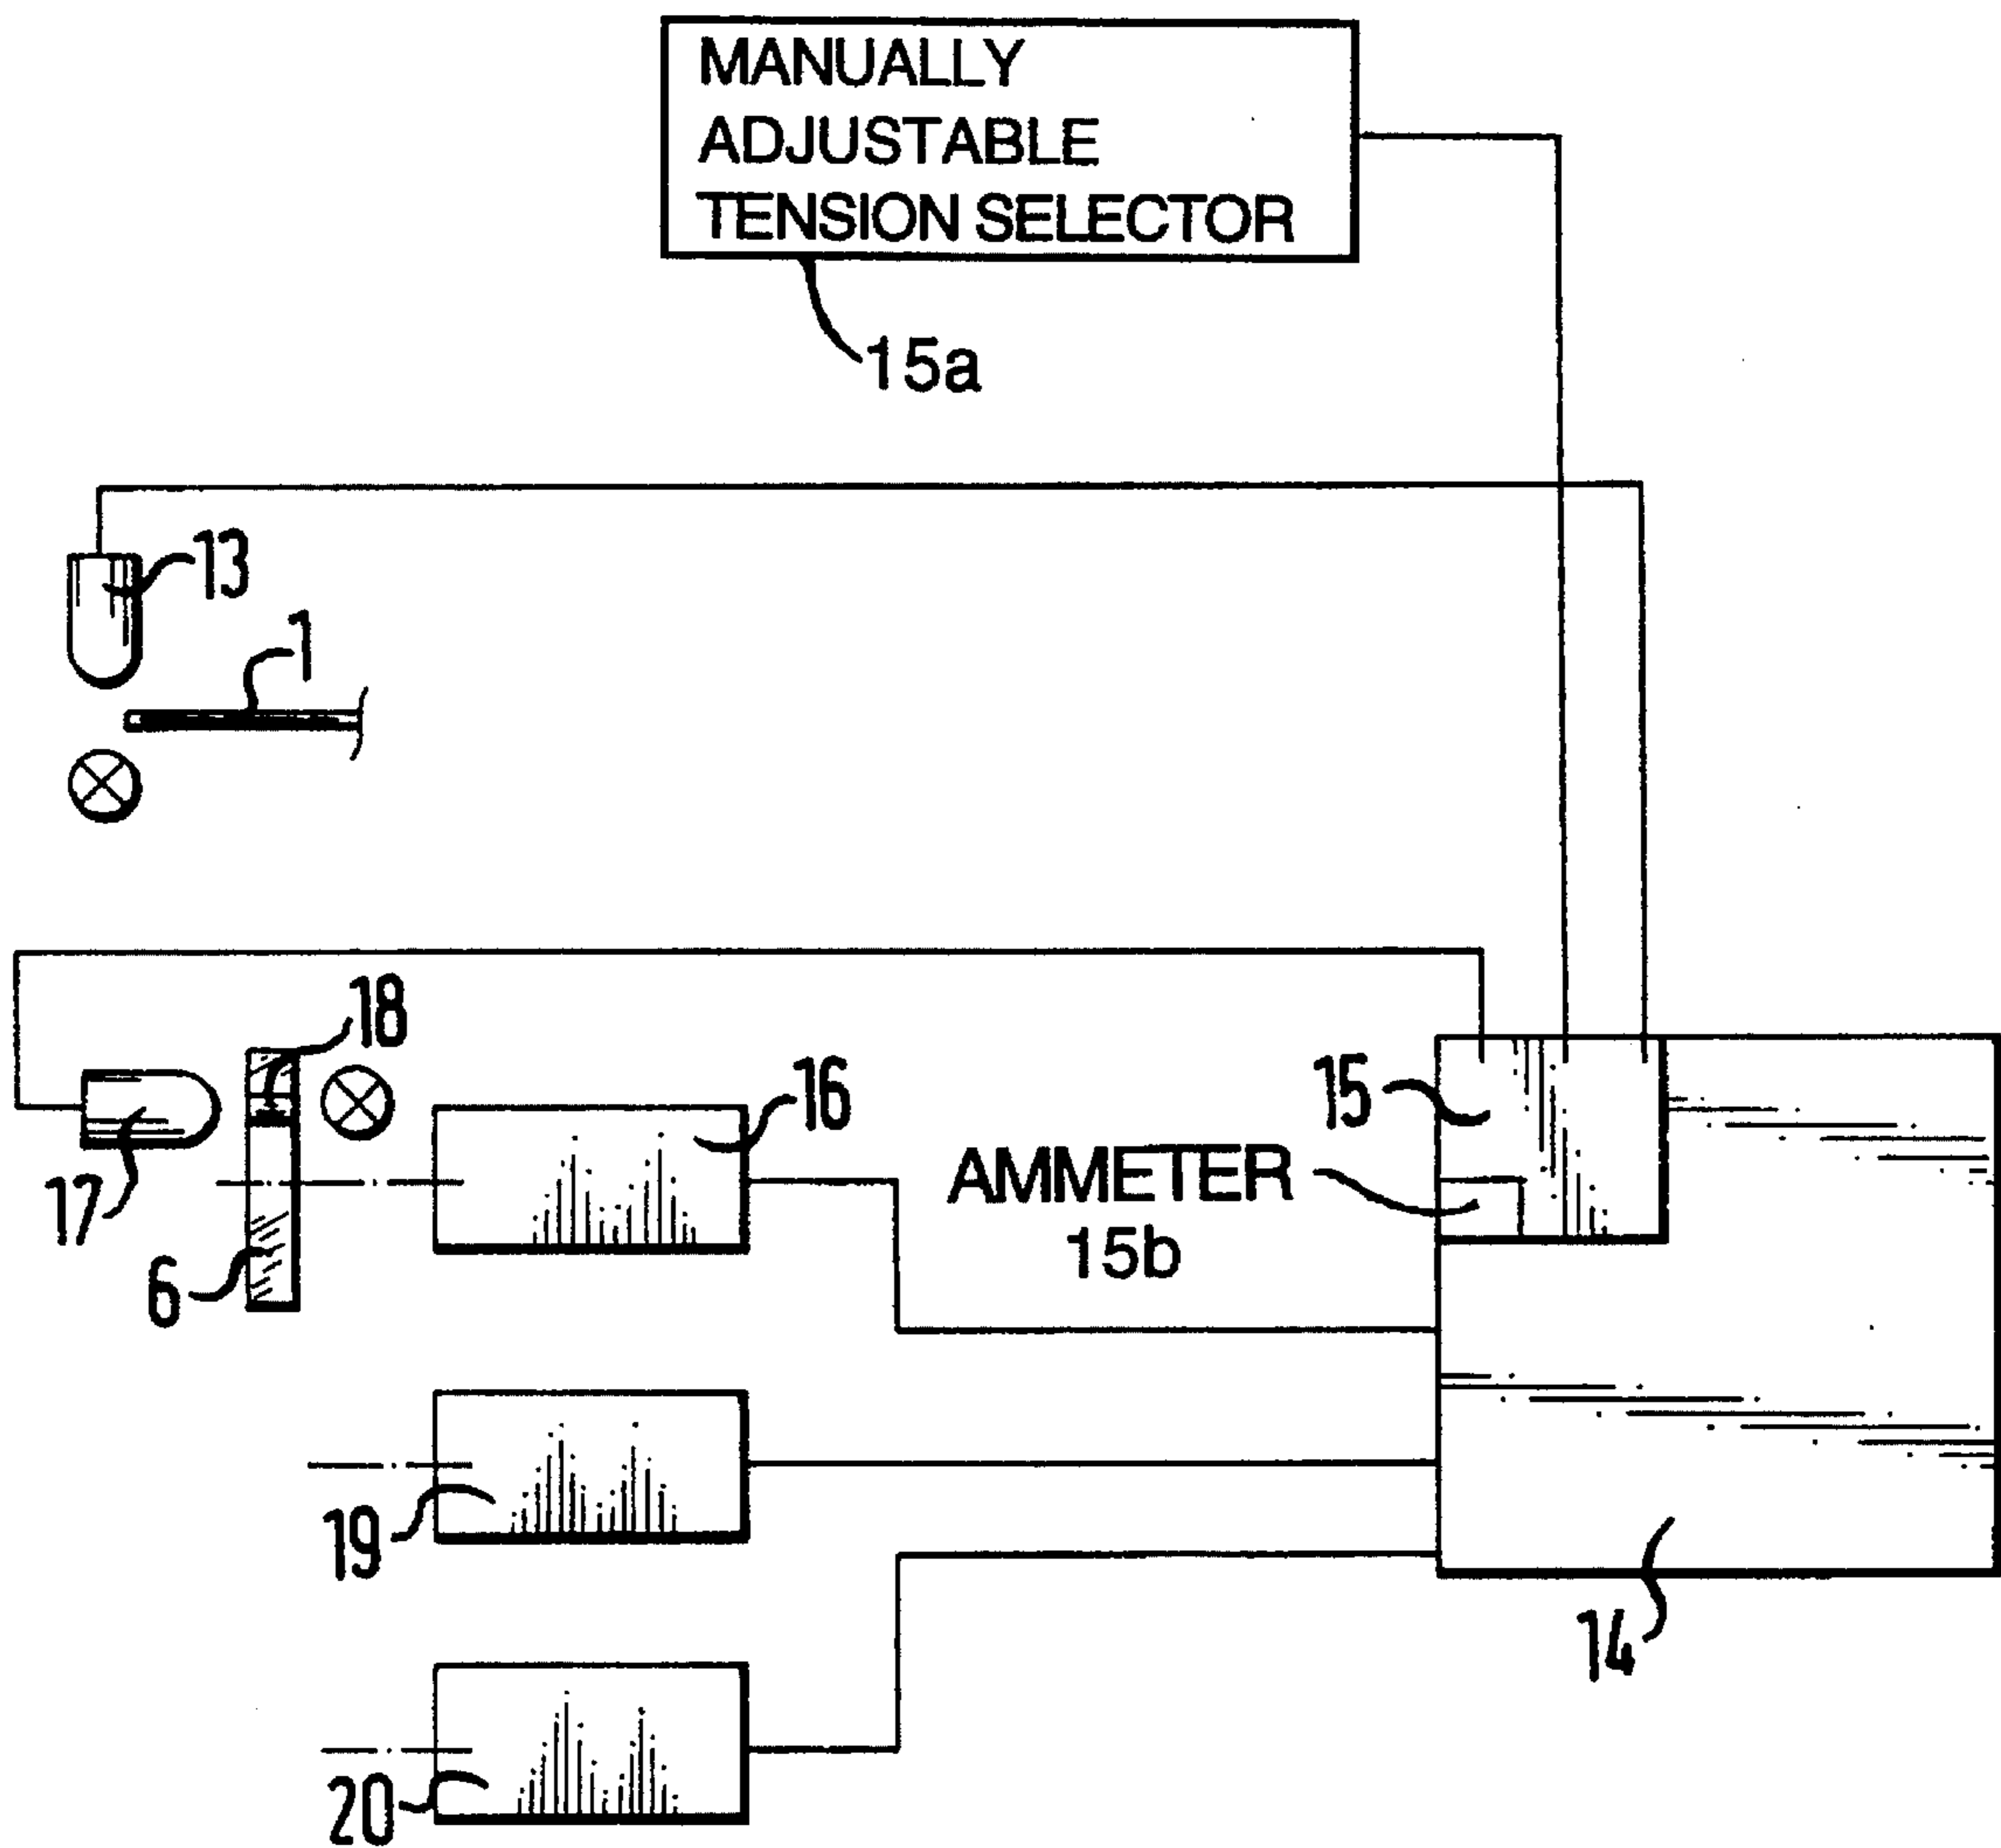 MANUALLY
ADJUSTABLE
TENSION SELECTOR
15a
13
1
18
17
6
16
15
AMMETER
15b
19
14
20